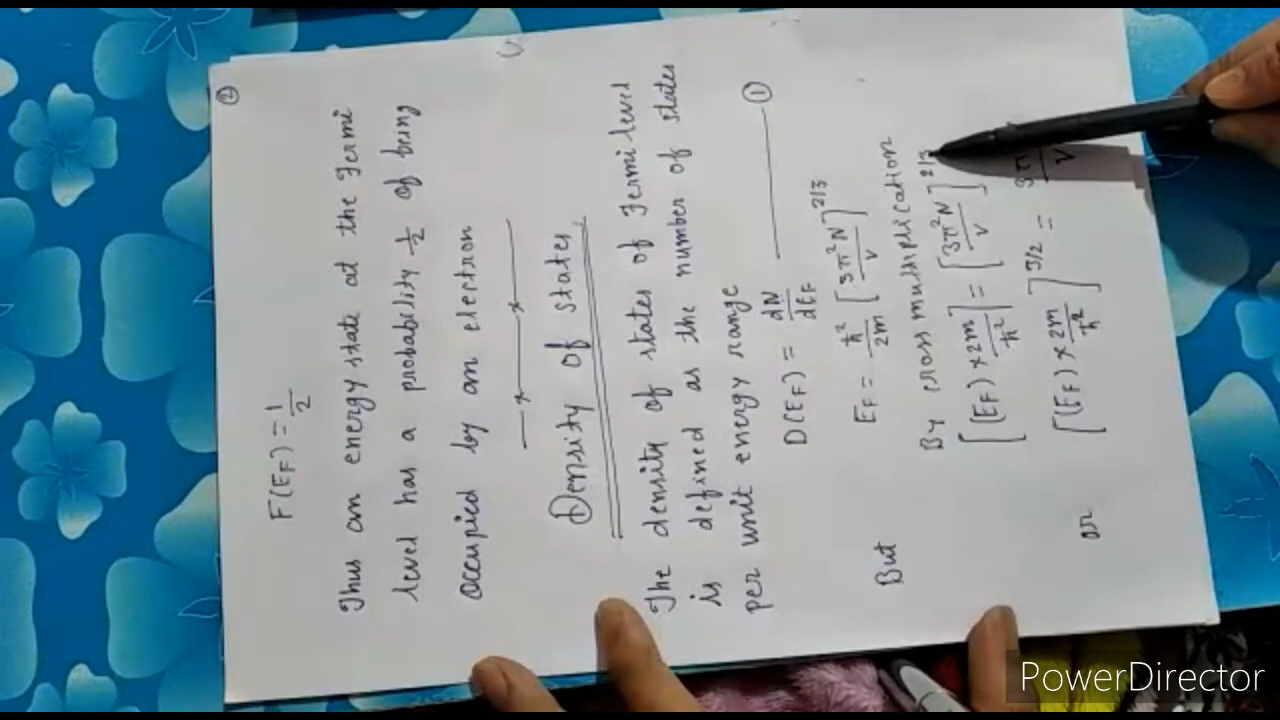 ②
F(E_F) = 1/2
Thus an energy state at the Fermi
level has a probability 1/2 of being
occupied by an electron
Density of states
The density of states of Fermi level
is defined as the number of states
per unit energy range
D(E_F) = dN/dE_F ——— ①
But E_F = ℏ²/2m [3π²N/V]^2/3
By cross multiplication
[(E_F) × 2m/ℏ²] = [3π²N/V]^2/3
or [(E_F) × 2m/ℏ²]^3/2 =
PowerDirector